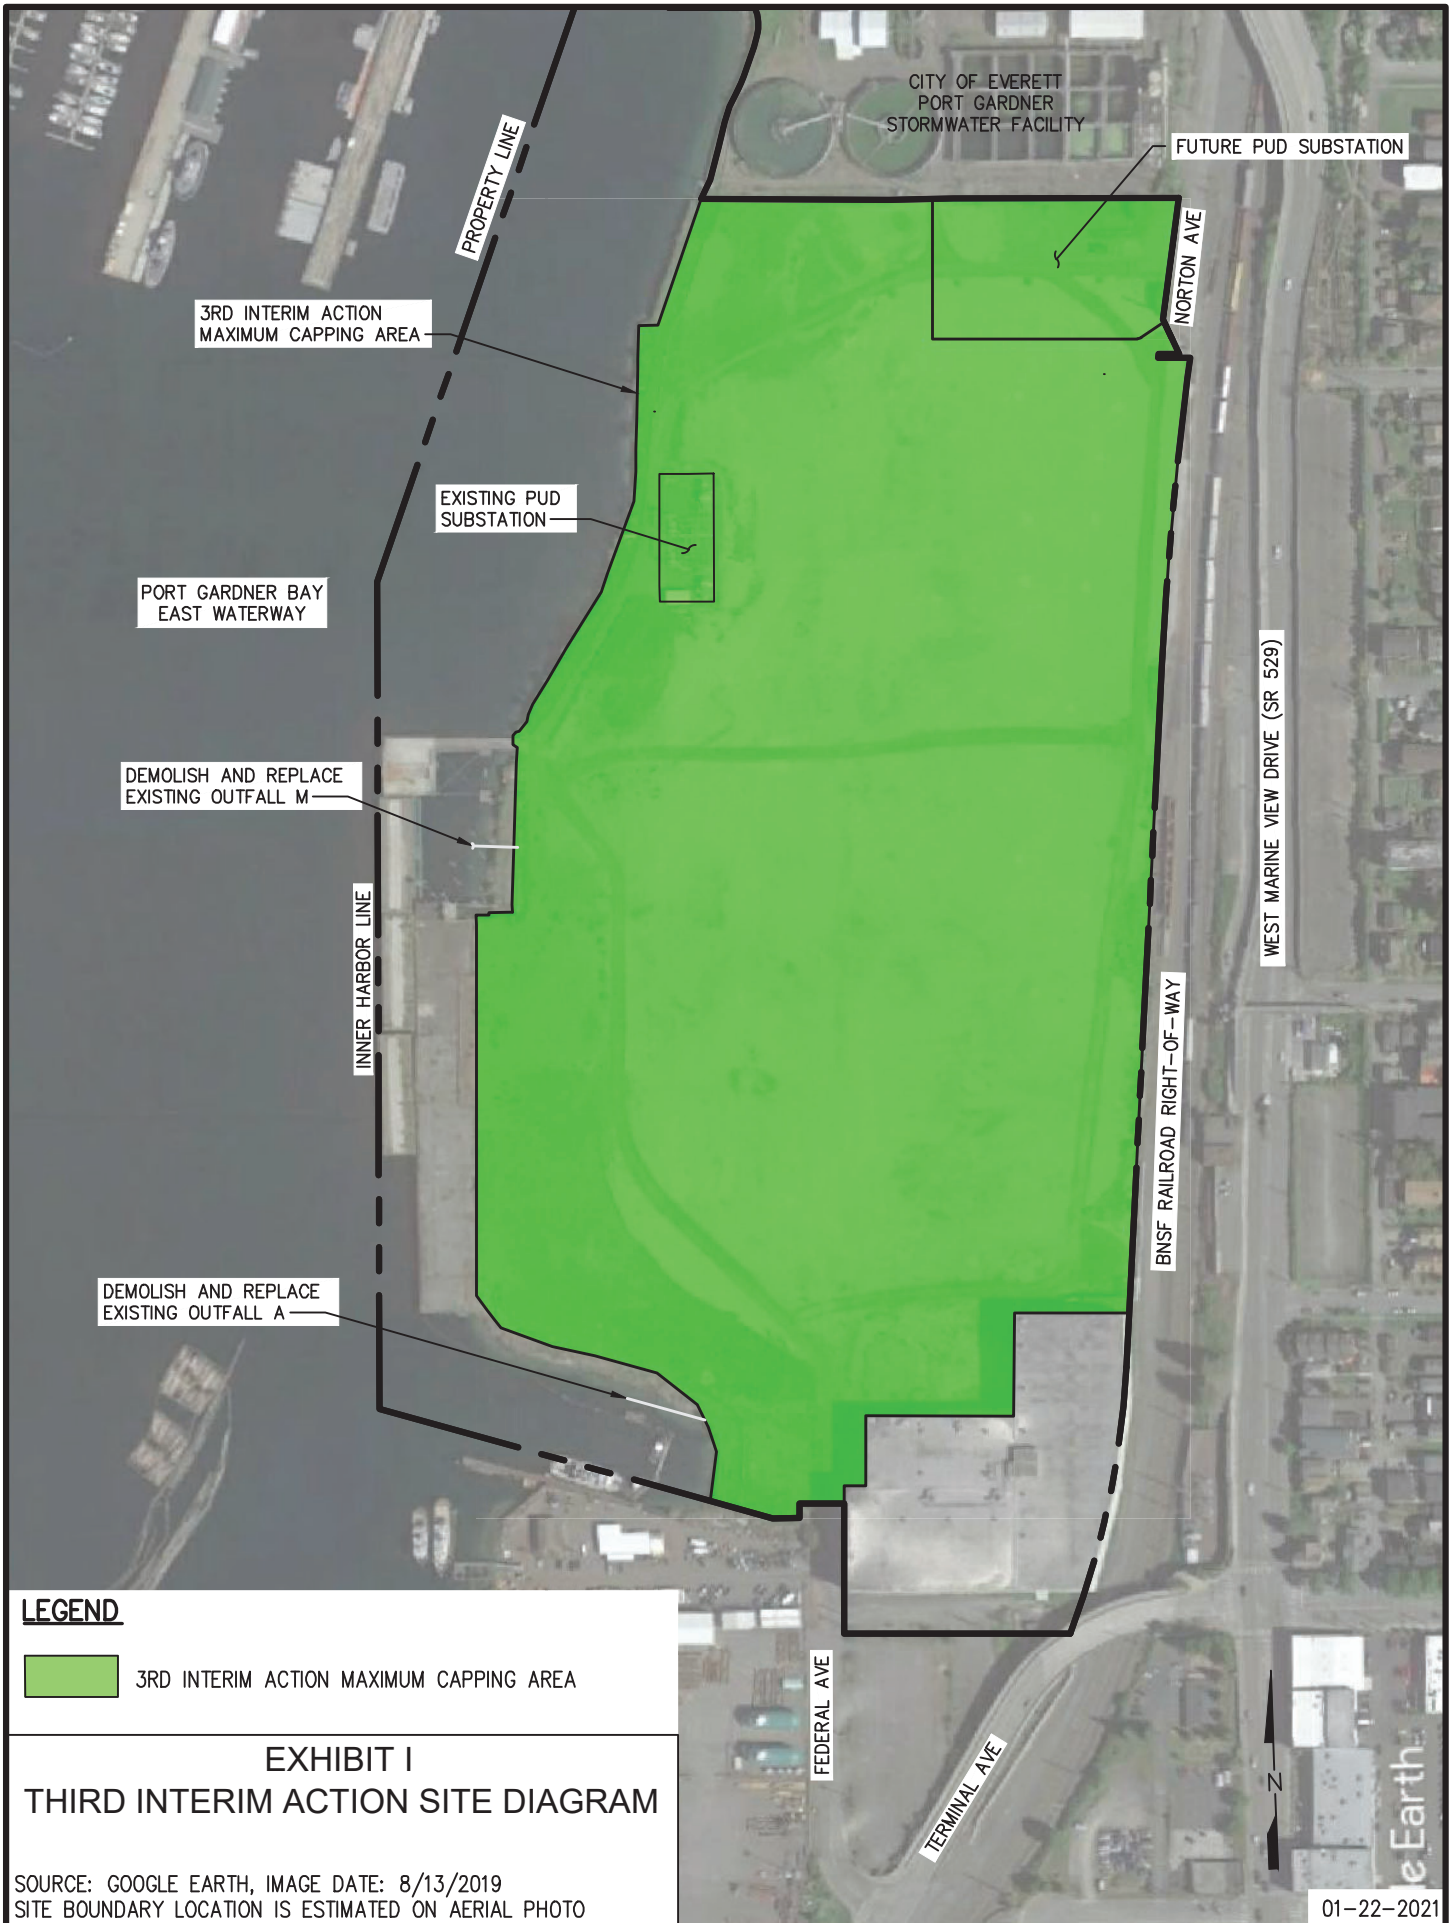 CITY OF EVERETT
PORT GARDNER
STORMWATER FACILITY
FUTURE PUD SUBSTATION
PROPERTY LINE
NORTON AVE
3RD INTERIM ACTION
MAXIMUM CAPPING AREA
EXISTING PUD
SUBSTATION
PORT GARDNER BAY
EAST WATERWAY
WEST MARINE VIEW DRIVE (SR 529)
DEMOLISH AND REPLACE
EXISTING OUTFALL M
INNER HARBOR LINE
BNSF RAILROAD RIGHT-OF-WAY
DEMOLISH AND REPLACE
EXISTING OUTFALL A
LEGEND
3RD INTERIM ACTION MAXIMUM CAPPING AREA
FEDERAL AVE
TERMINAL AVE
N
le Earth
EXHIBIT I
THIRD INTERIM ACTION SITE DIAGRAM
SOURCE: GOOGLE EARTH, IMAGE DATE: 8/13/2019
SITE BOUNDARY LOCATION IS ESTIMATED ON AERIAL PHOTO
01-22-2021